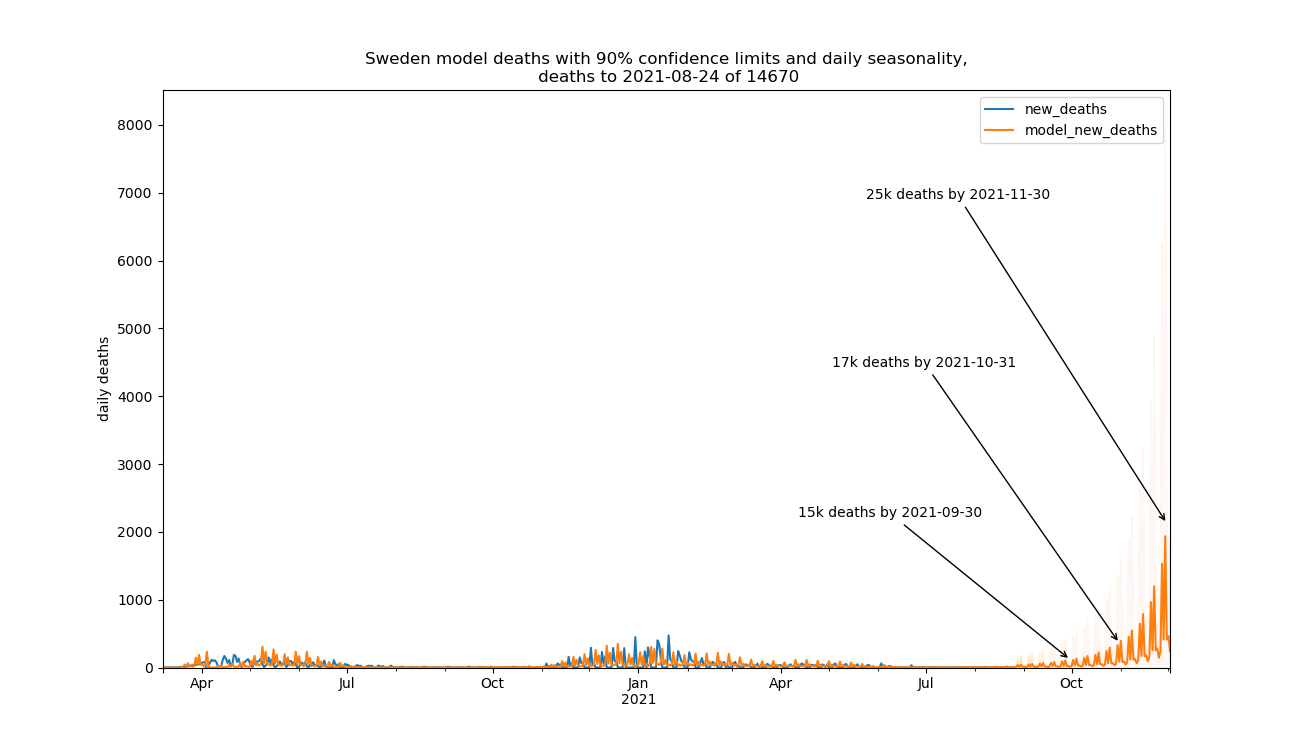 Sweden model deaths with 90% confidence limits and daily seasonality,
deaths to 2021-08-24 of 14670
new_deaths
model_new_deaths
8000
7000
6000
5000
4000
3000
2000
1000
0
daily deaths
25k deaths by 2021-11-30
17k deaths by 2021-10-31
15k deaths by 2021-09-30
Apr Jul Oct Jan Apr Jul Oct
2021